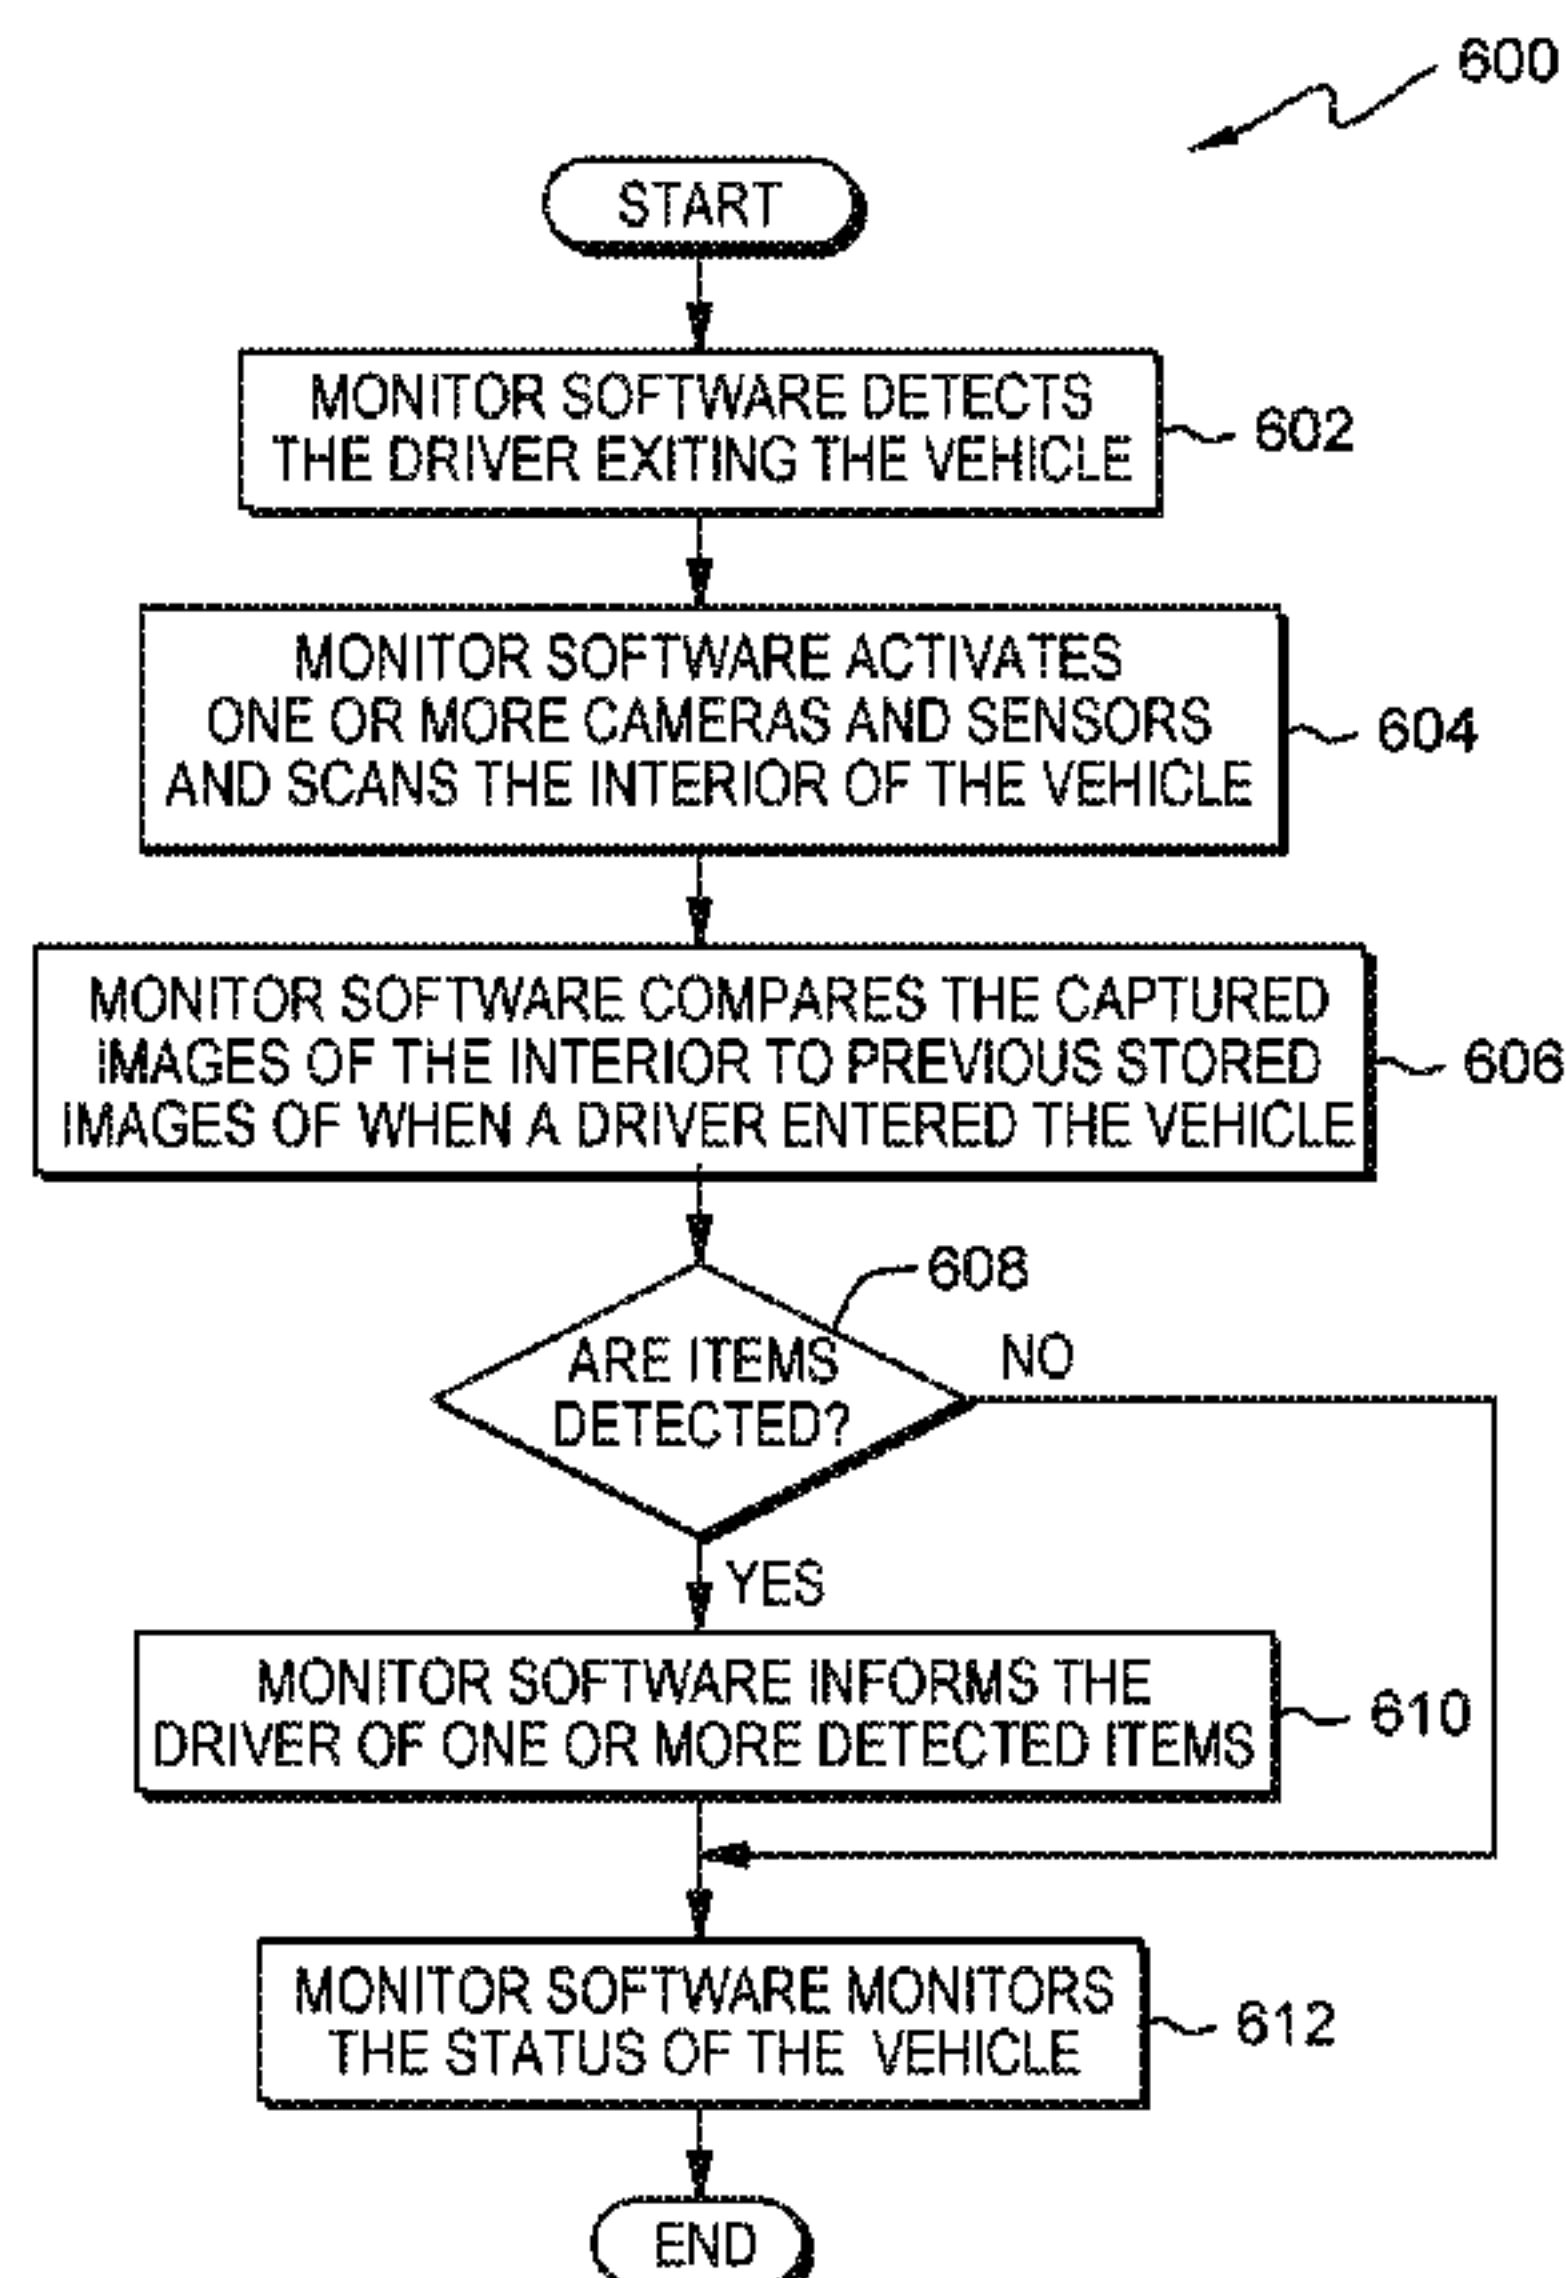 600
START
MONITOR SOFTWARE DETECTS
THE DRIVER EXITING THE VEHICLE
602
MONITOR SOFTWARE ACTIVATES
ONE OR MORE CAMERAS AND SENSORS
AND SCANS THE INTERIOR OF THE VEHICLE
604
MONITOR SOFTWARE COMPARES THE CAPTURED
IMAGES OF THE INTERIOR TO PREVIOUS STORED
IMAGES OF WHEN A DRIVER ENTERED THE VEHICLE
606
608
ARE ITEMS
DETECTED?
NO
YES
MONITOR SOFTWARE INFORMS THE
DRIVER OF ONE OR MORE DETECTED ITEMS
610
MONITOR SOFTWARE MONITORS
THE STATUS OF THE VEHICLE
612
END